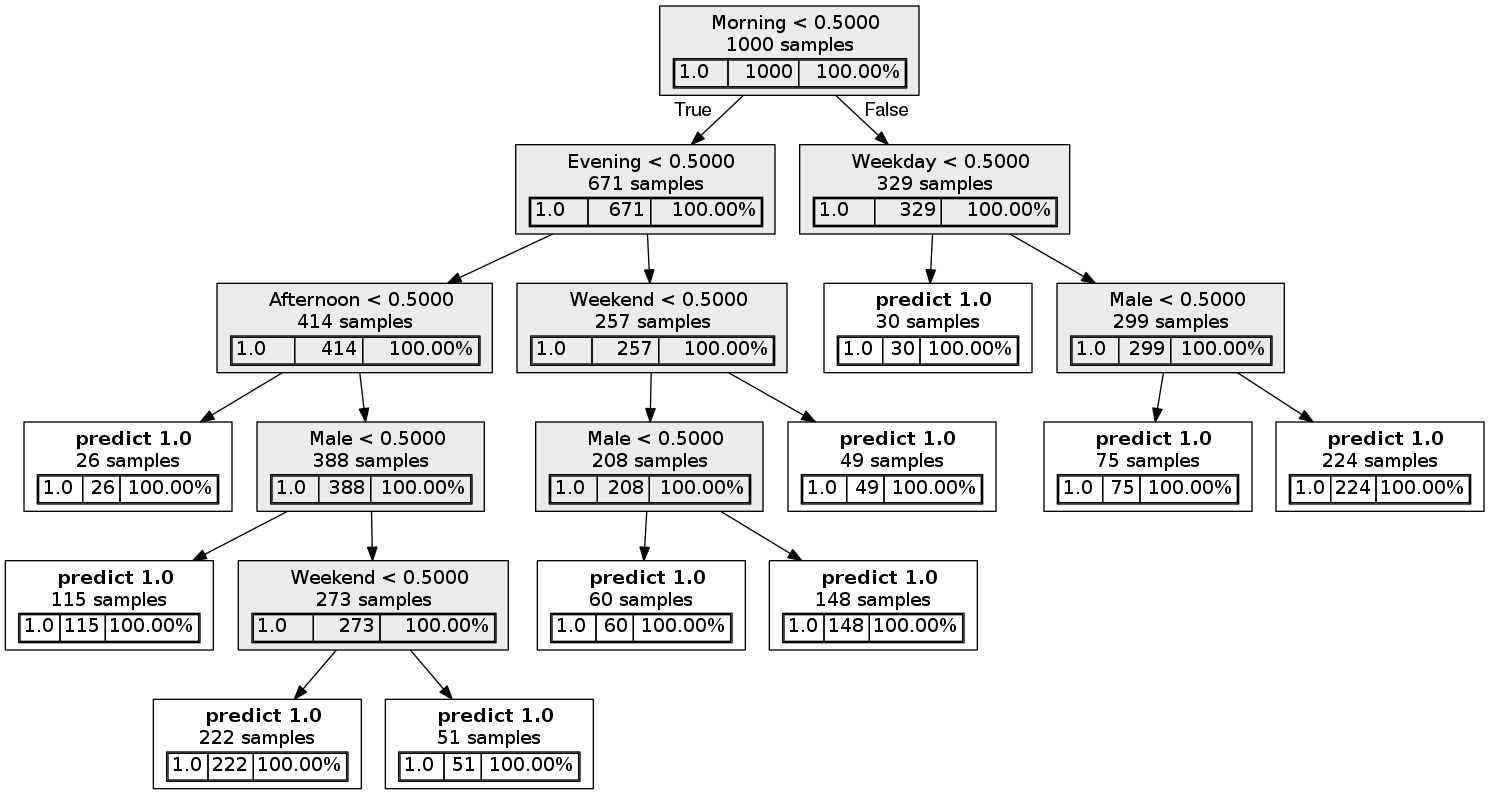 Morning < 0.5000
1000 samples
1.0 1000 100.00%
True False
Evening < 0.5000
671 samples
1.0 671 100.00%
Weekday < 0.5000
329 samples
1.0 329 100.00%
Afternoon < 0.5000
414 samples
1.0 414 100.00%
Weekend < 0.5000
257 samples
1.0 257 100.00%
predict 1.0
30 samples
1.0 30 100.00%
Male < 0.5000
299 samples
1.0 299 100.00%
predict 1.0
26 samples
1.0 26 100.00%
Male < 0.5000
388 samples
1.0 388 100.00%
Male < 0.5000
208 samples
1.0 208 100.00%
predict 1.0
49 samples
1.0 49 100.00%
predict 1.0
75 samples
1.0 75 100.00%
predict 1.0
224 samples
1.0 224 100.00%
predict 1.0
115 samples
1.0 115 100.00%
Weekend < 0.5000
273 samples
1.0 273 100.00%
predict 1.0
60 samples
1.0 60 100.00%
predict 1.0
148 samples
1.0 148 100.00%
predict 1.0
222 samples
1.0 222 100.00%
predict 1.0
51 samples
1.0 51 100.00%